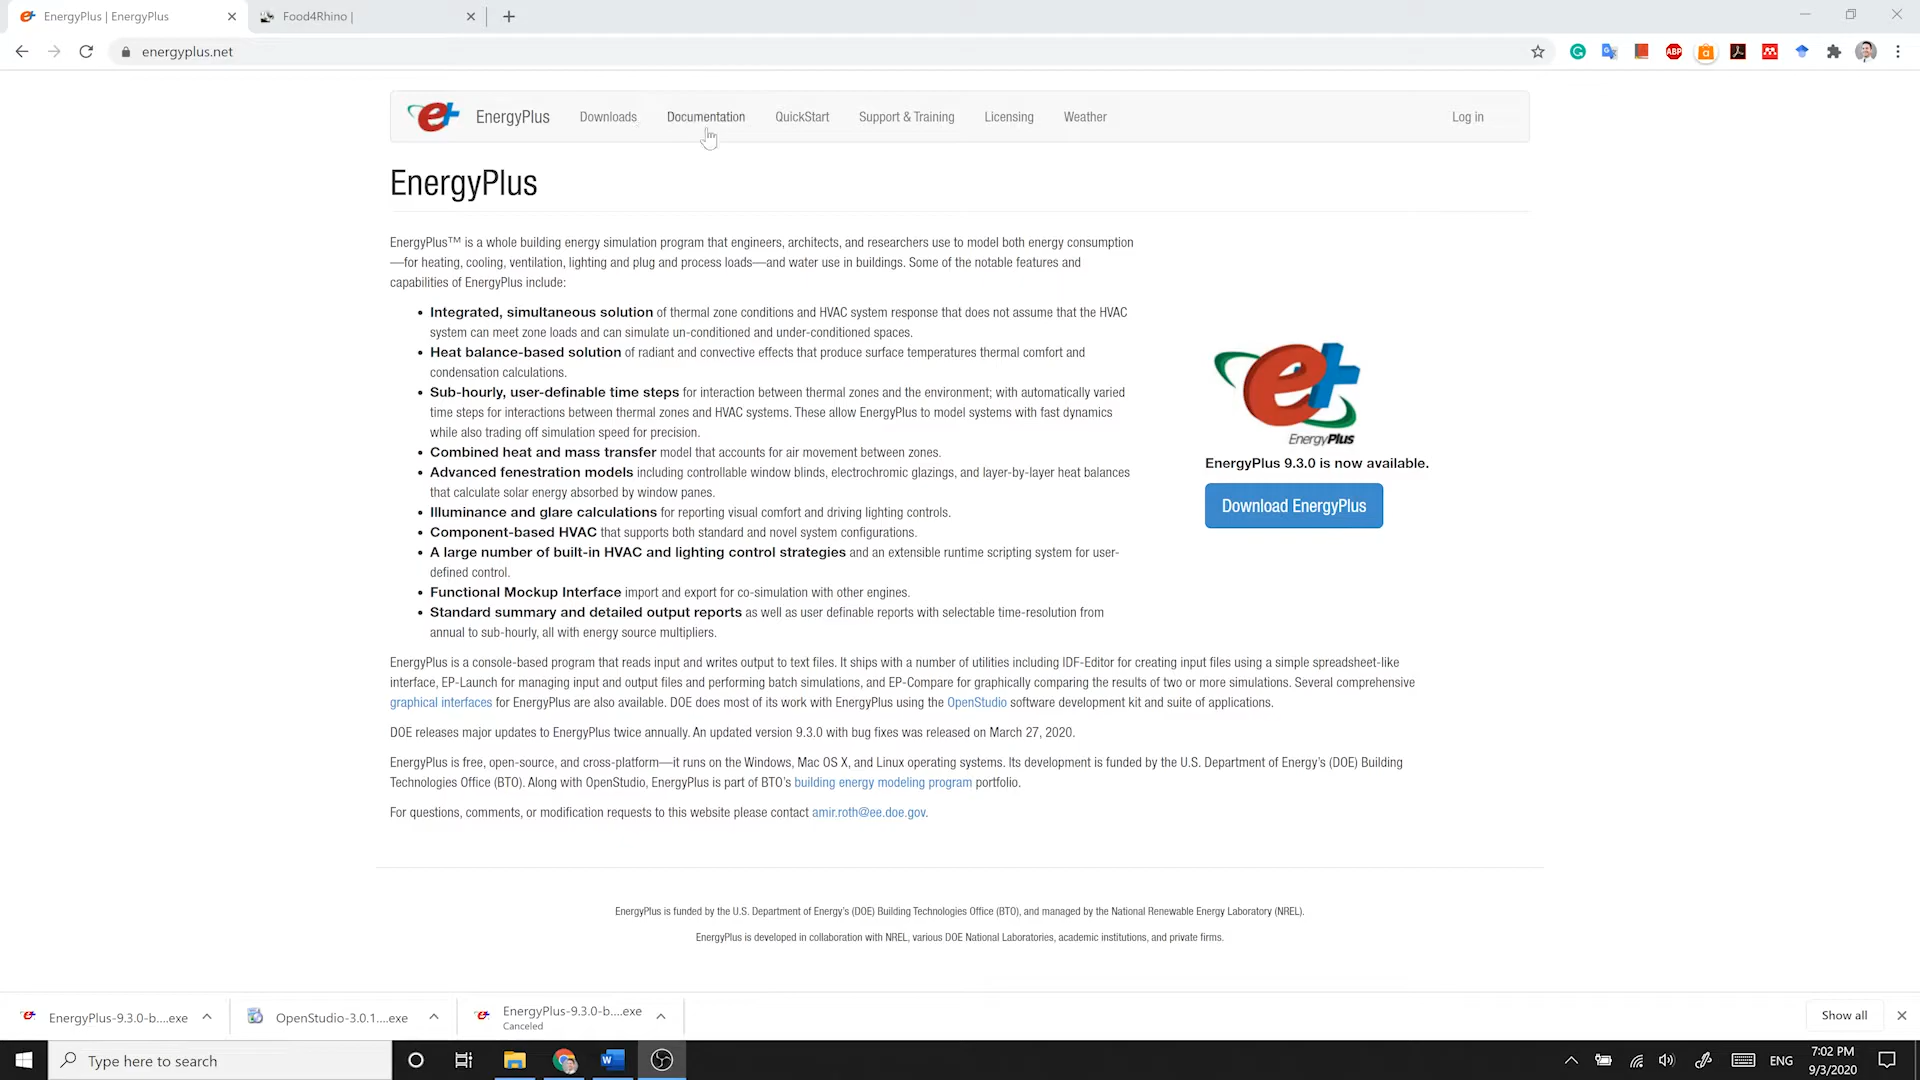 EnergyPlus | EnergyPlus
Food4Rhino |
energyplus.net
EnergyPlus Downloads Documentation QuickStart Support & Training Licensing Weather Log in
EnergyPlus
EnergyPlus™ is a whole building energy simulation program that engineers, architects, and researchers use to model both energy consumption
—for heating, cooling, ventilation, lighting and plug and process loads—and water use in buildings. Some of the notable features and
capabilities of EnergyPlus include:
• Integrated, simultaneous solution of thermal zone conditions and HVAC system response that does not assume that the HVAC
system can meet zone loads and can simulate un-conditioned and under-conditioned spaces.
• Heat balance-based solution of radiant and convective effects that produce surface temperatures thermal comfort and
condensation calculations.
• Sub-hourly, user-definable time steps for interaction between thermal zones and the environment; with automatically varied
time steps for interactions between thermal zones and HVAC systems. These allow EnergyPlus to model systems with fast dynamics
while also trading off simulation speed for precision.
• Combined heat and mass transfer model that accounts for air movement between zones.
• Advanced fenestration models including controllable window blinds, electrochromic glazings, and layer-by-layer heat balances
that calculate solar energy absorbed by window panes.
• Illuminance and glare calculations for reporting visual comfort and driving lighting controls.
• Component-based HVAC that supports both standard and novel system configurations.
• A large number of built-in HVAC and lighting control strategies and an extensible runtime scripting system for user-
defined control.
• Functional Mockup Interface import and export for co-simulation with other engines.
• Standard summary and detailed output reports as well as user definable reports with selectable time-resolution from
annual to sub-hourly, all with energy source multipliers.
EnergyPlus
EnergyPlus 9.3.0 is now available.
Download EnergyPlus
EnergyPlus is a console-based program that reads input and writes output to text files. It ships with a number of utilities including IDF-Editor for creating input files using a simple spreadsheet-like
interface, EP-Launch for managing input and output files and performing batch simulations, and EP-Compare for graphically comparing the results of two or more simulations. Several comprehensive
graphical interfaces for EnergyPlus are also available. DOE does most of its work with EnergyPlus using the OpenStudio software development kit and suite of applications.
DOE releases major updates to EnergyPlus twice annually. An updated version 9.3.0 with bug fixes was released on March 27, 2020.
EnergyPlus is free, open-source, and cross-platform—it runs on the Windows, Mac OS X, and Linux operating systems. Its development is funded by the U.S. Department of Energy's (DOE) Building
Technologies Office (BTO). Along with OpenStudio, EnergyPlus is part of BTO's building energy modeling program portfolio.
For questions, comments, or modification requests to this website please contact amir.roth@ee.doe.gov.
EnergyPlus is funded by the U.S. Department of Energy's (DOE) Building Technologies Office (BTO), and managed by the National Renewable Energy Laboratory (NREL).
EnergyPlus is developed in collaboration with NREL, various DOE National Laboratories, academic institutions, and private firms.
EnergyPlus-9.3.0-b....exe
OpenStudio-3.0.1....exe
EnergyPlus-9.3.0-b....exe
Canceled
Show all
Type here to search
ENG
7:02 PM
9/3/2020